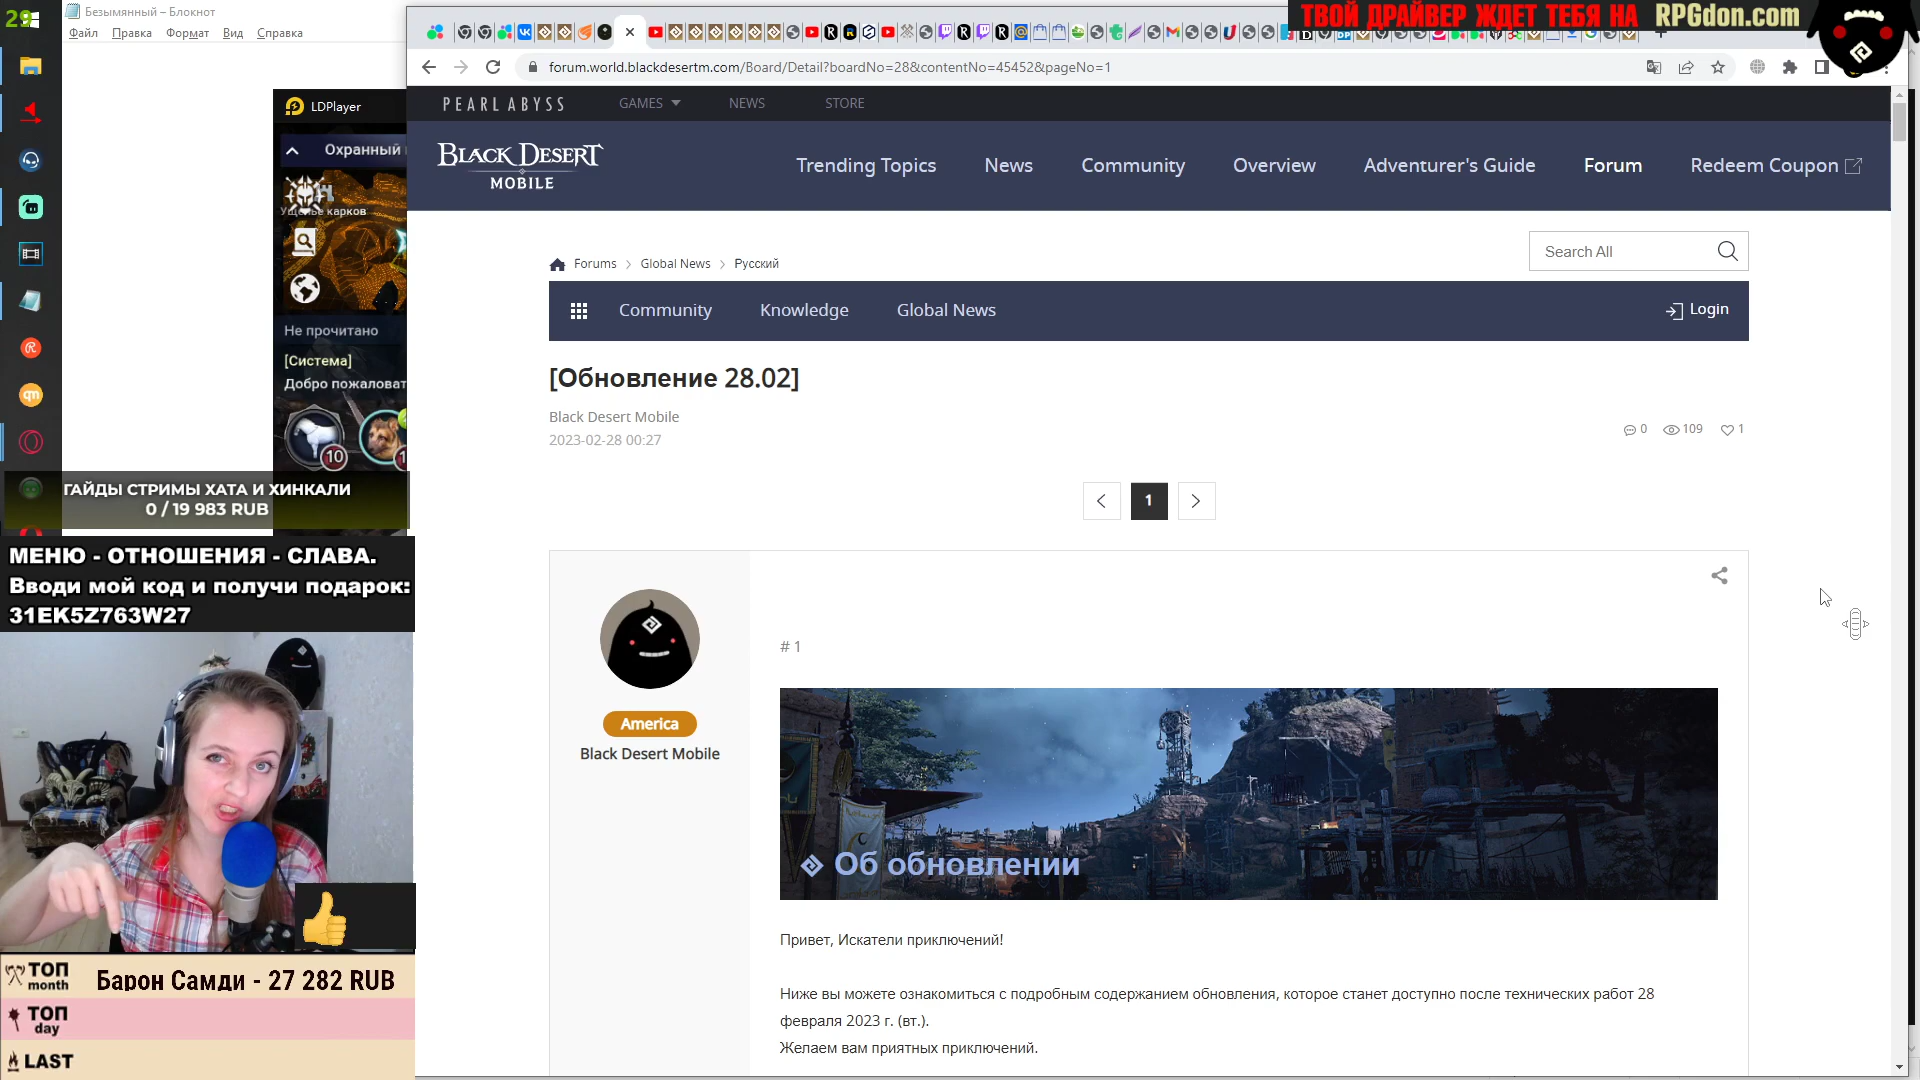 29
Безымянный – Блокнот
Файл Правка Формат Вид Справка
LDPlayer
Охранный
Ущелье карков
Не прочитано
[Система]
Добро пожаловат
10
ГАЙДЫ СТРИМЫ ХАТА И ХИНКАЛИ
0 / 19 983 RUB
МЕНЮ - ОТНОШЕНИЯ - СЛАВА.
Вводи мой код и получи подарок:
31EK5Z763W27
ТОП month Барон Самди - 27 282 RUB
ТОП day
LAST
ТВОЙ ДРАЙВЕР ЖДЕТ ТЕБЯ НА RPGdon.com
forum.world.blackdesertm.com/Board/Detail?boardNo=28&contentNo=45452&pageNo=1
PEARL ABYSS GAMES NEWS STORE
BLACK DESERT
MOBILE
Trending Topics News Community Overview Adventurer's Guide Forum Redeem Coupon
Search All
Forums > Global News > Русский
Community Knowledge Global News Login
[Обновление 28.02]
Black Desert Mobile
2023-02-28 00:27
0 109 1
< 1 >
# 1
America
Black Desert Mobile
Об обновлении
Привет, Искатели приключений!
Ниже вы можете ознакомиться с подробным содержанием обновления, которое станет доступно после технических работ 28
февраля 2023 г. (вт.).
Желаем вам приятных приключений.